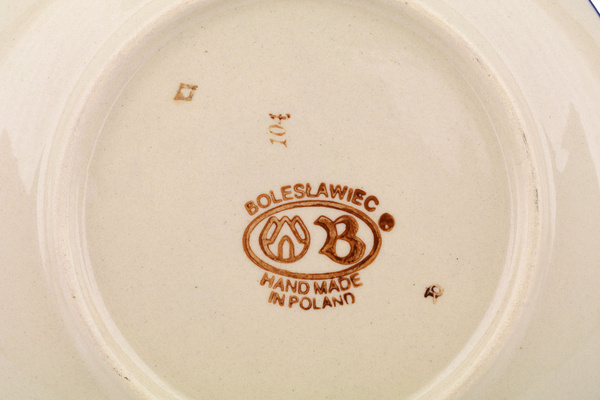 104
BOLESŁAWIEC
B
HAND MADE
IN POLAND